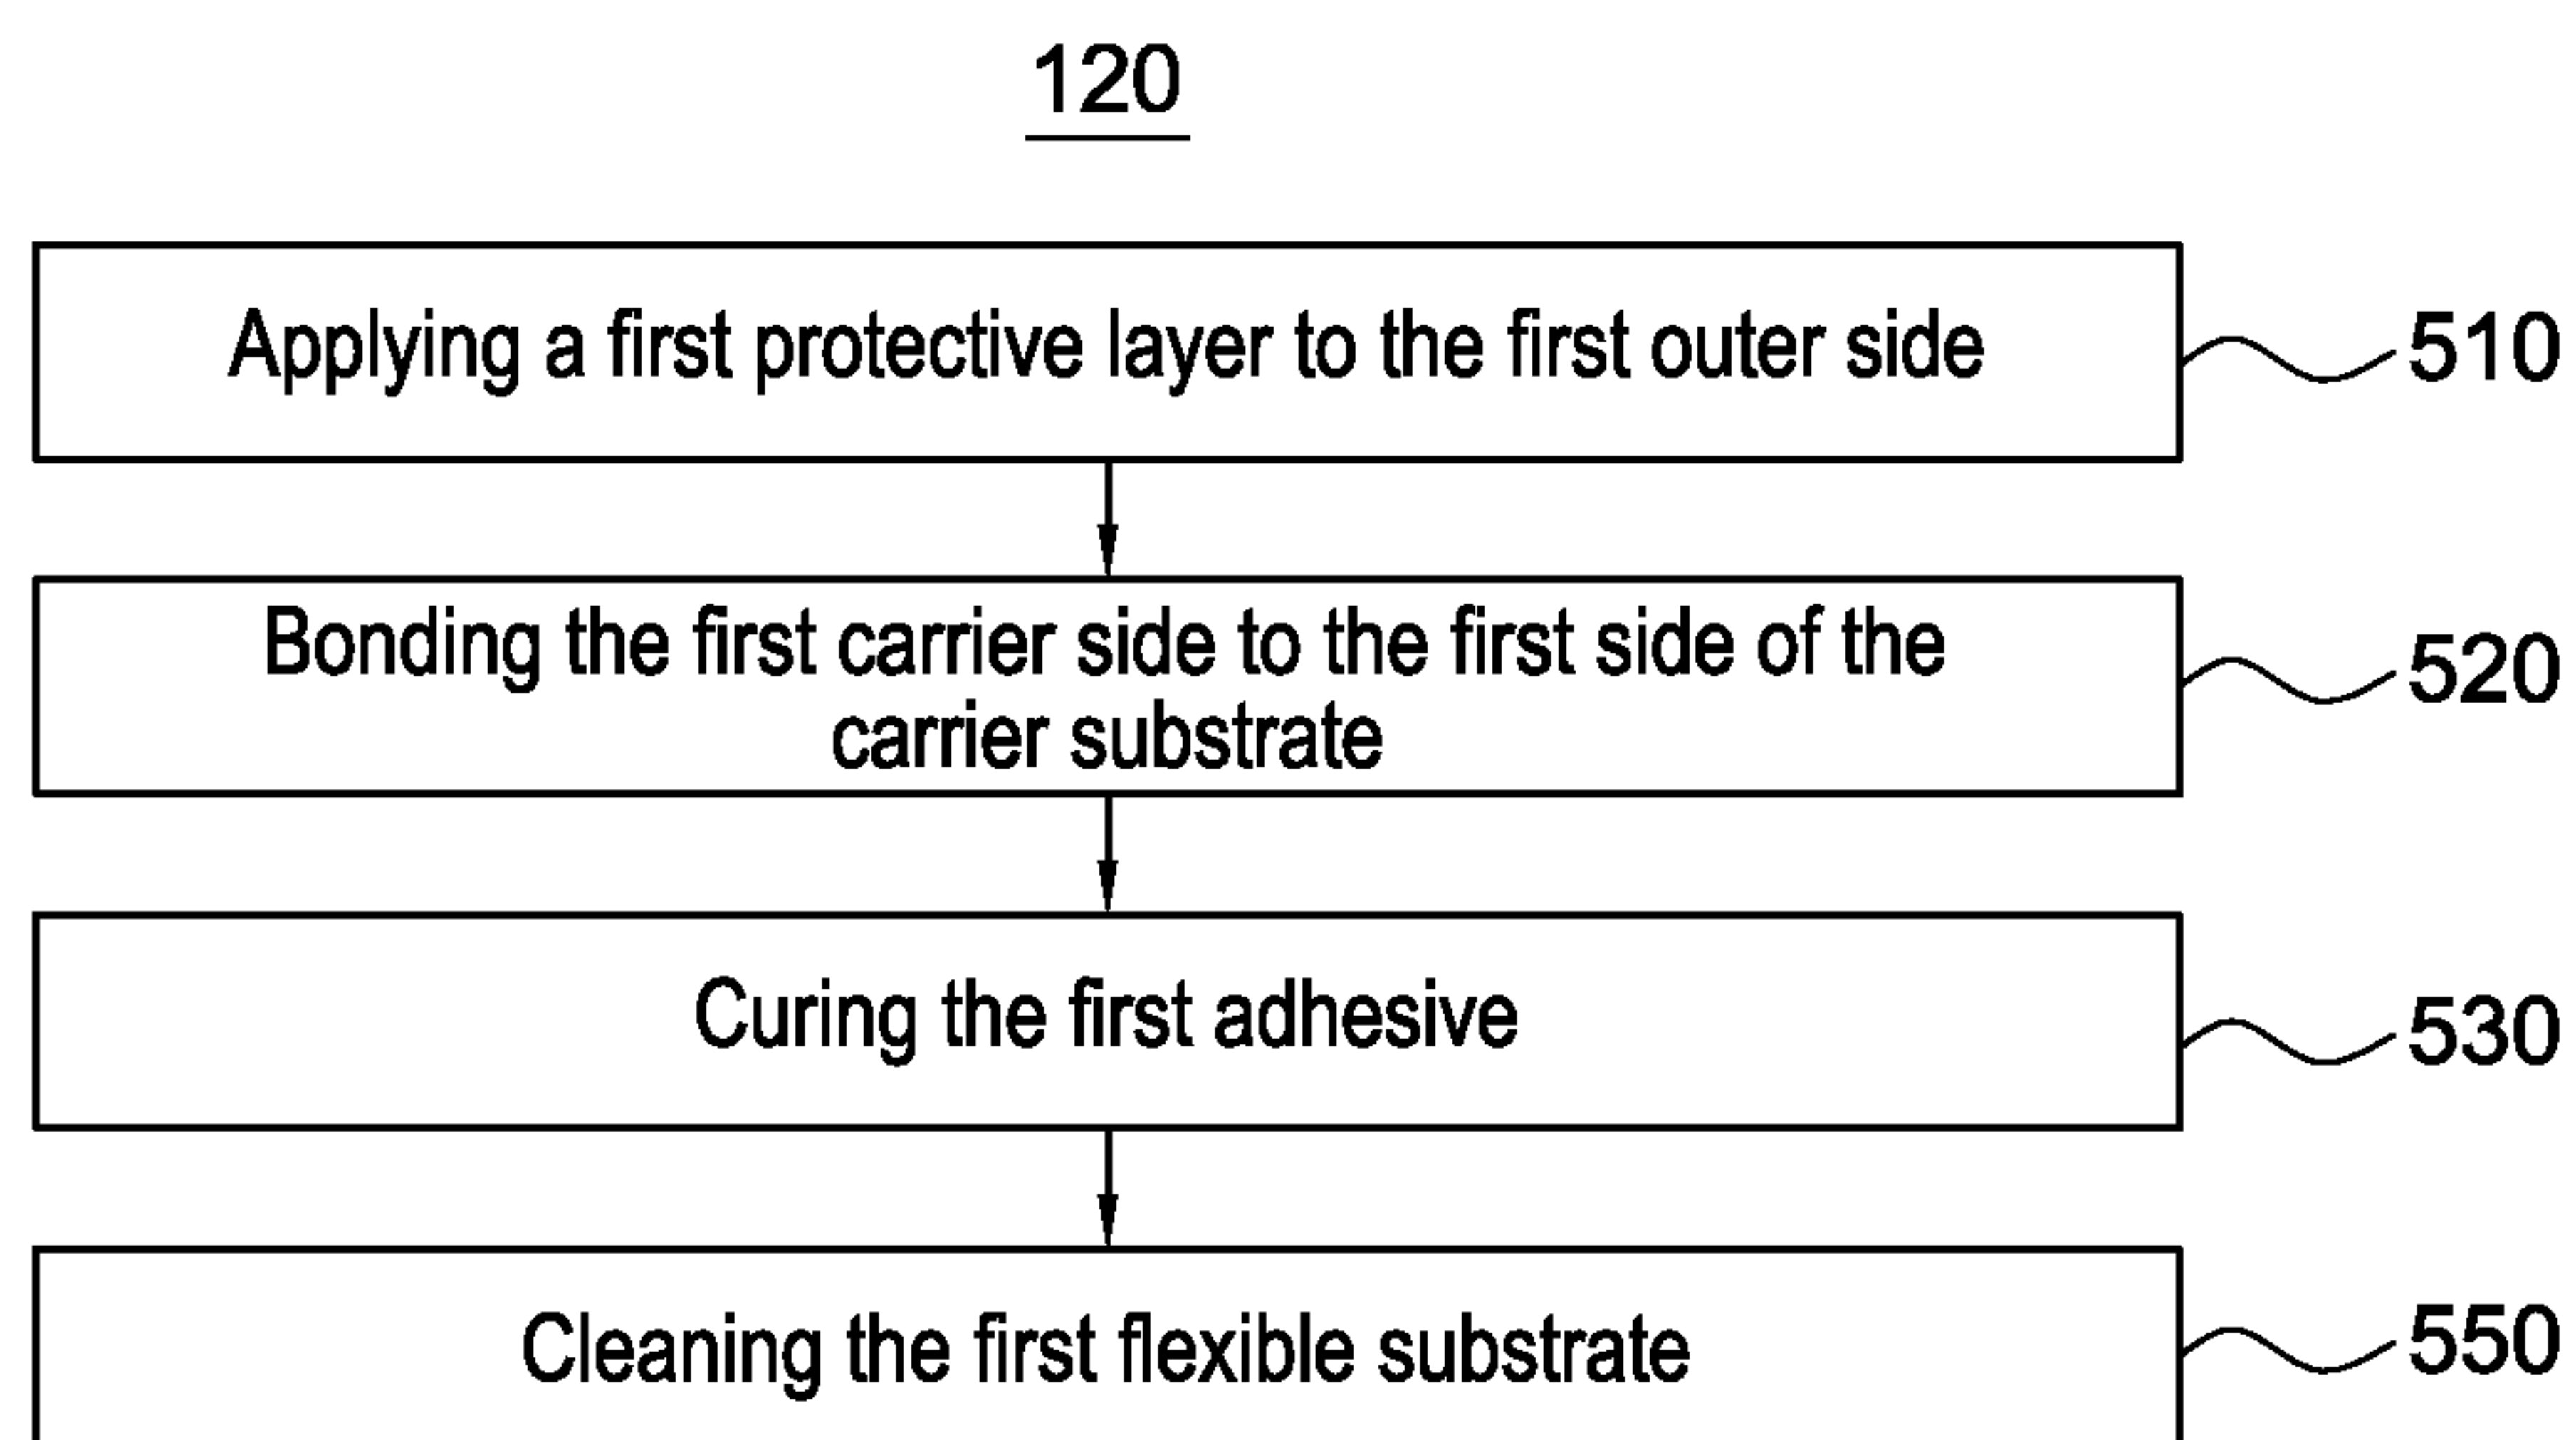 120
Applying a first protective layer to the first outer side
510
Bonding the first carrier side to the first side of the
carrier substrate
520
Curing the first adhesive
530
Cleaning the first flexible substrate
550